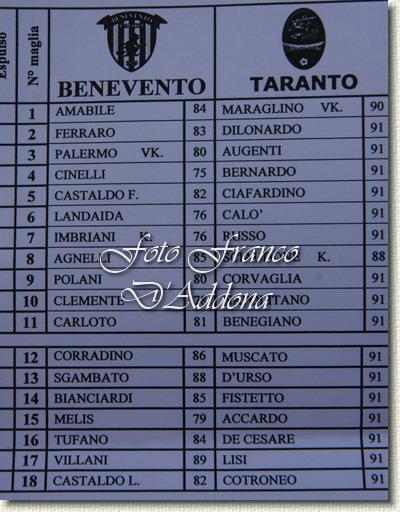 Espulso N° maglia BENEVENTO TARANTO
1 AMABILE 84 MARAGLINO VK. 90
2 FERRARO 83 DILONARDO 91
3 PALERMO VK. 80 AUGENTI 91
4 CINELLI 75 BERNARDO 91
5 CASTALDO F. 82 CIAFARDINO 91
6 LANDAIDA 76 CALO' 91
7 IMBRIANI K. 76 RUSSO 91
8 AGNELLI 85 K. 88
9 POLANI 80 CORVAGLIA 91
10 CLEMENTE 91
11 CARLOTO 81 BENEGIANO 91
12 CORRADINO 86 MUSCATO 91
13 SGAMBATO 88 D'URSO 91
14 BIANCIARDI 85 FISTETTO 91
15 MELIS 79 ACCARDO 91
16 TUFANO 84 DE CESARE 91
17 VILLANI 89 LISI 91
18 CASTALDO L. 82 COTRONEO 91
Foto Franco
D'Addona